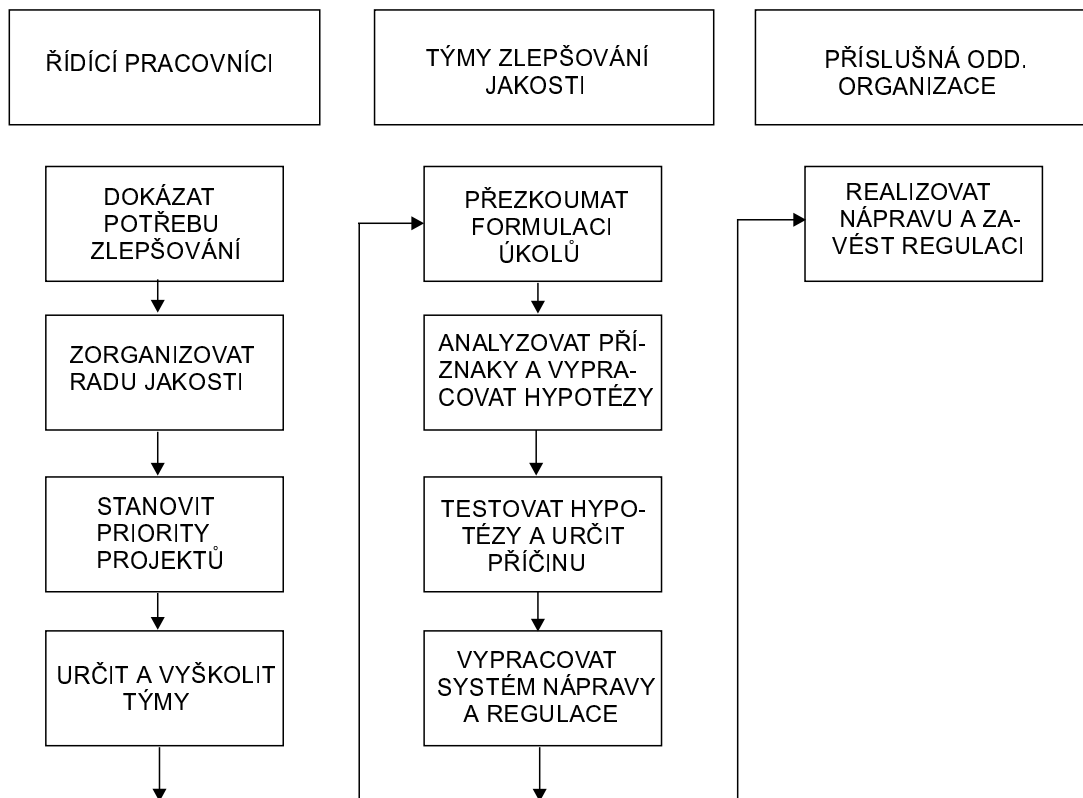 ŘÍDÍCÍ PRACOVNÍCI
TÝMY ZLEPŠOVÁNÍ
JAKOSTI
PŘÍSLUŠNÁ ODD.
ORGANIZACE
DOKÁZAT
POTŘEBU
ZLEPŠOVÁNÍ
ZORGANIZOVAT
RADU JAKOSTI
STANOVIT
PRIORITY
PROJEKTŮ
URČIT A VYŠKOLIT
TÝMY
PŘEZKOUMAT
FORMULACI
ÚKOLŮ
ANALYZOVAT PŘÍ-
ZNAKY A VYPRA-
COVAT HYPOTÉZY
TESTOVAT HYPO-
TÉZY A URČIT
PŘÍČINU
VYPRACOVAT
SYSTÉM NÁPRAVY
A REGULACE
REALIZOVAT
NÁPRAVU A ZA-
VÉST REGULACI